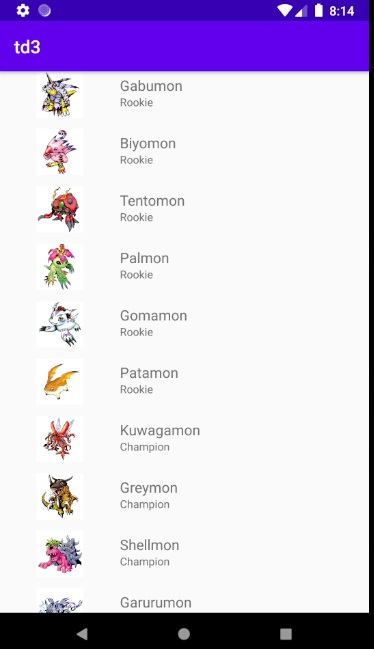 8:14
td3
Gabumon
Rookie
Biyomon
Rookie
Tentomon
Rookie
Palmon
Rookie
Gomamon
Rookie
Patamon
Rookie
Kuwagamon
Champion
Greymon
Champion
Shellmon
Champion
Garurumon